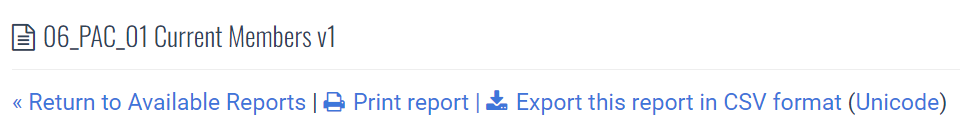 06_PAC_01 Current Members v1
« Return to Available Reports | Print report | Export this report in CSV format (Unicode)